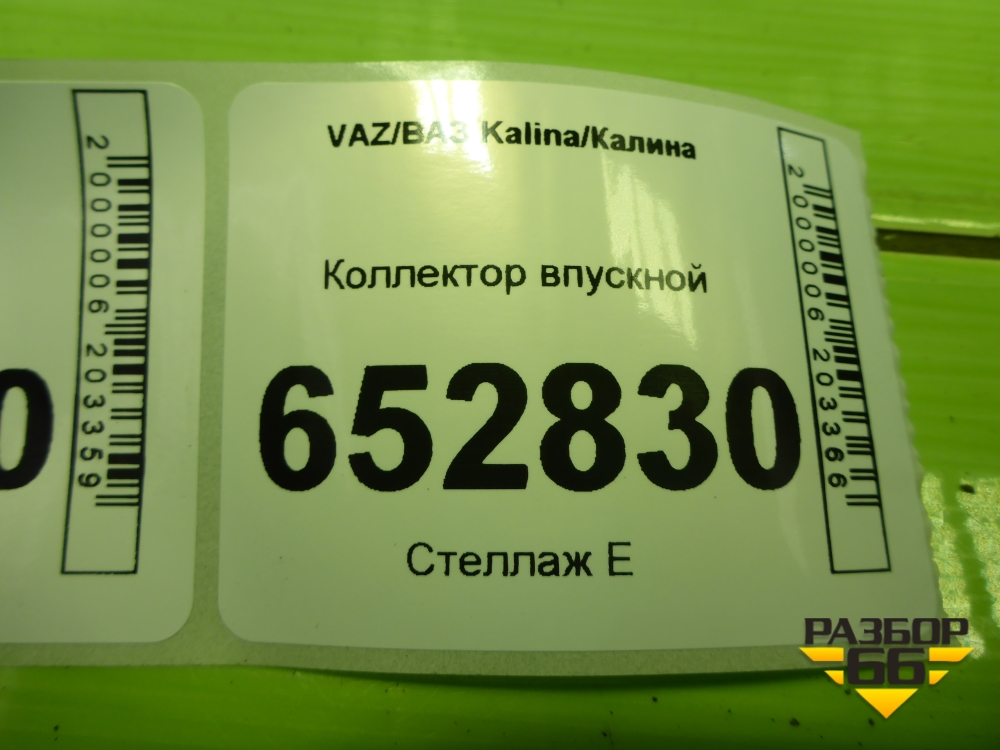 VAZ/ВАЗ Kalina/Калина
Коллектор впускной
652830
Стеллаж E
2000006203366
2000006203359
0
РАЗБОР
66